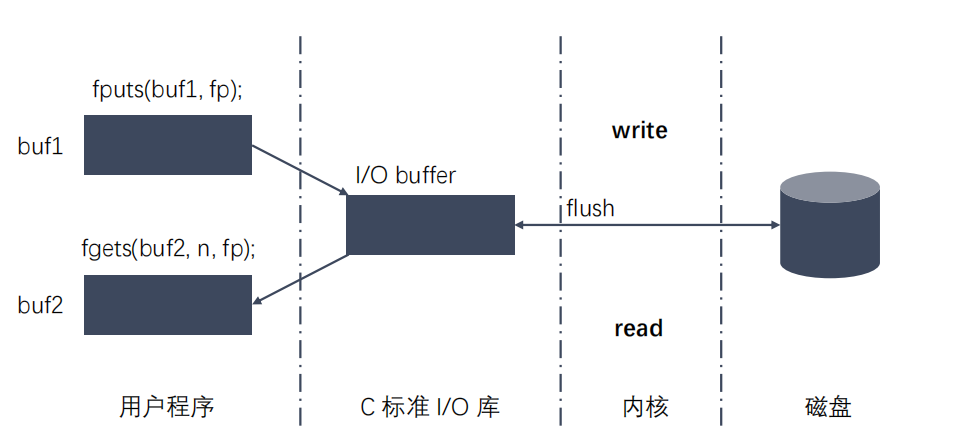 fputs(buf1, fp);
buf1
write
I/O buffer
flush
fgets(buf2, n, fp);
buf2
read
用户程序
C 标准 I/O 库
内核
磁盘